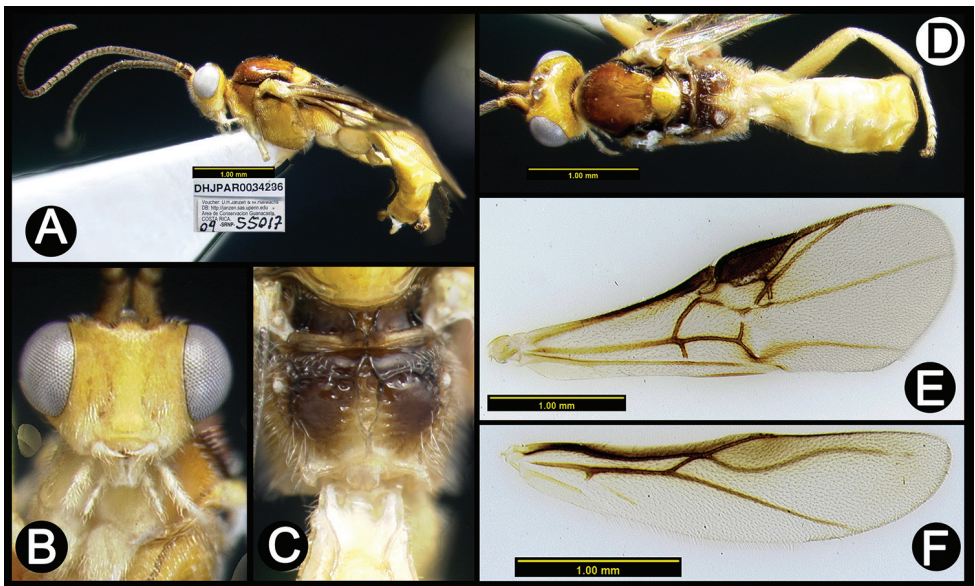 A
1.00 mm
DHJPAR0034236
Voucher: D.H.Janzen & W.Hallwachs
DB: http://janzen.sas.upenn.edu
Area de Conservacion Guanacaste,
COSTA RICA.
09 -SRNP- 55017
D
1.00 mm
B
C
E
1.00 mm
F
1.00 mm